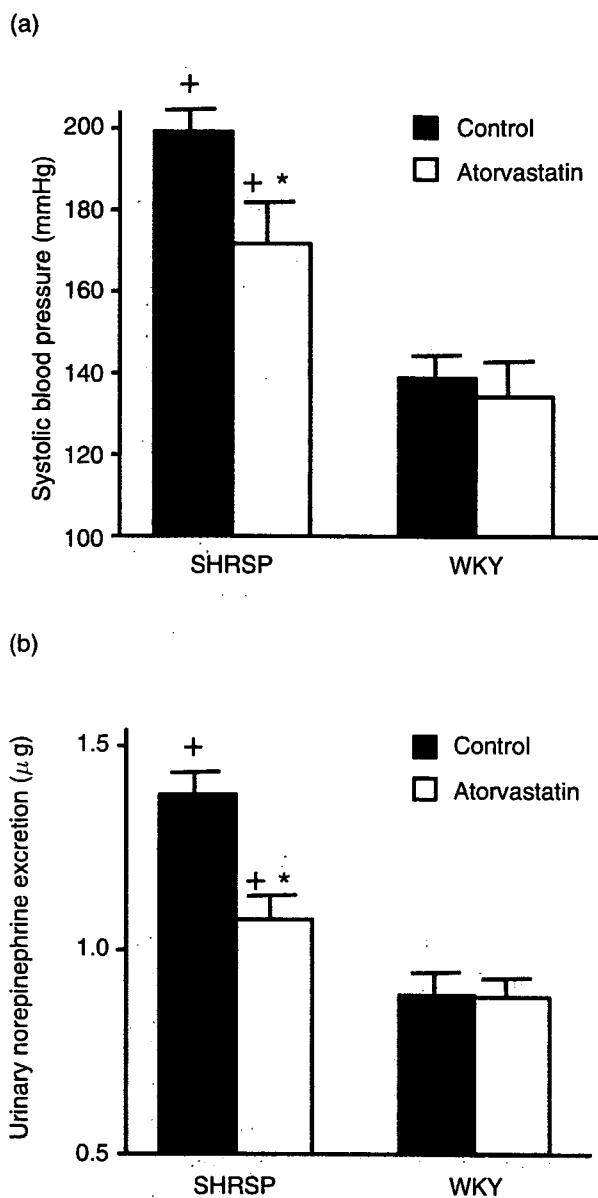 (a)
Systolic blood pressure (mmHg)
+
200
+ *
180
160
140
120
100
Control
Atorvastatin
SHRSP
WKY
(b)
Urinary norepinephrine excretion (μg)
+
1.5
+ *
1.0
0.5
Control
Atorvastatin
SHRSP
WKY